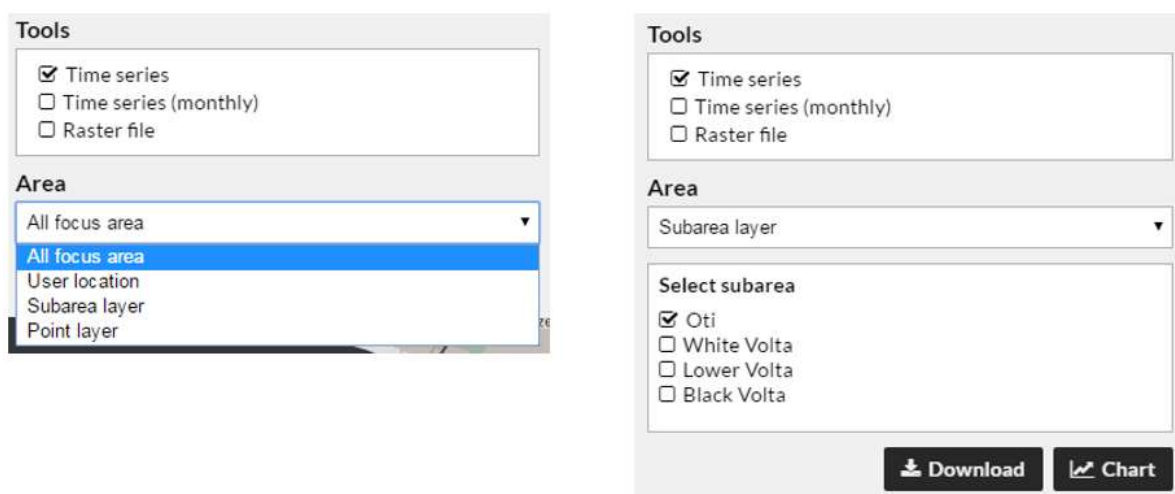 Tools
Time series
Time series (monthly)
Raster file
Area
All focus area
All focus area
User location
Subarea layer
Point layer
Tools
Time series
Time series (monthly)
Raster file
Area
Subarea layer
Select subarea
Oti
White Volta
Lower Volta
Black Volta
Download
Chart